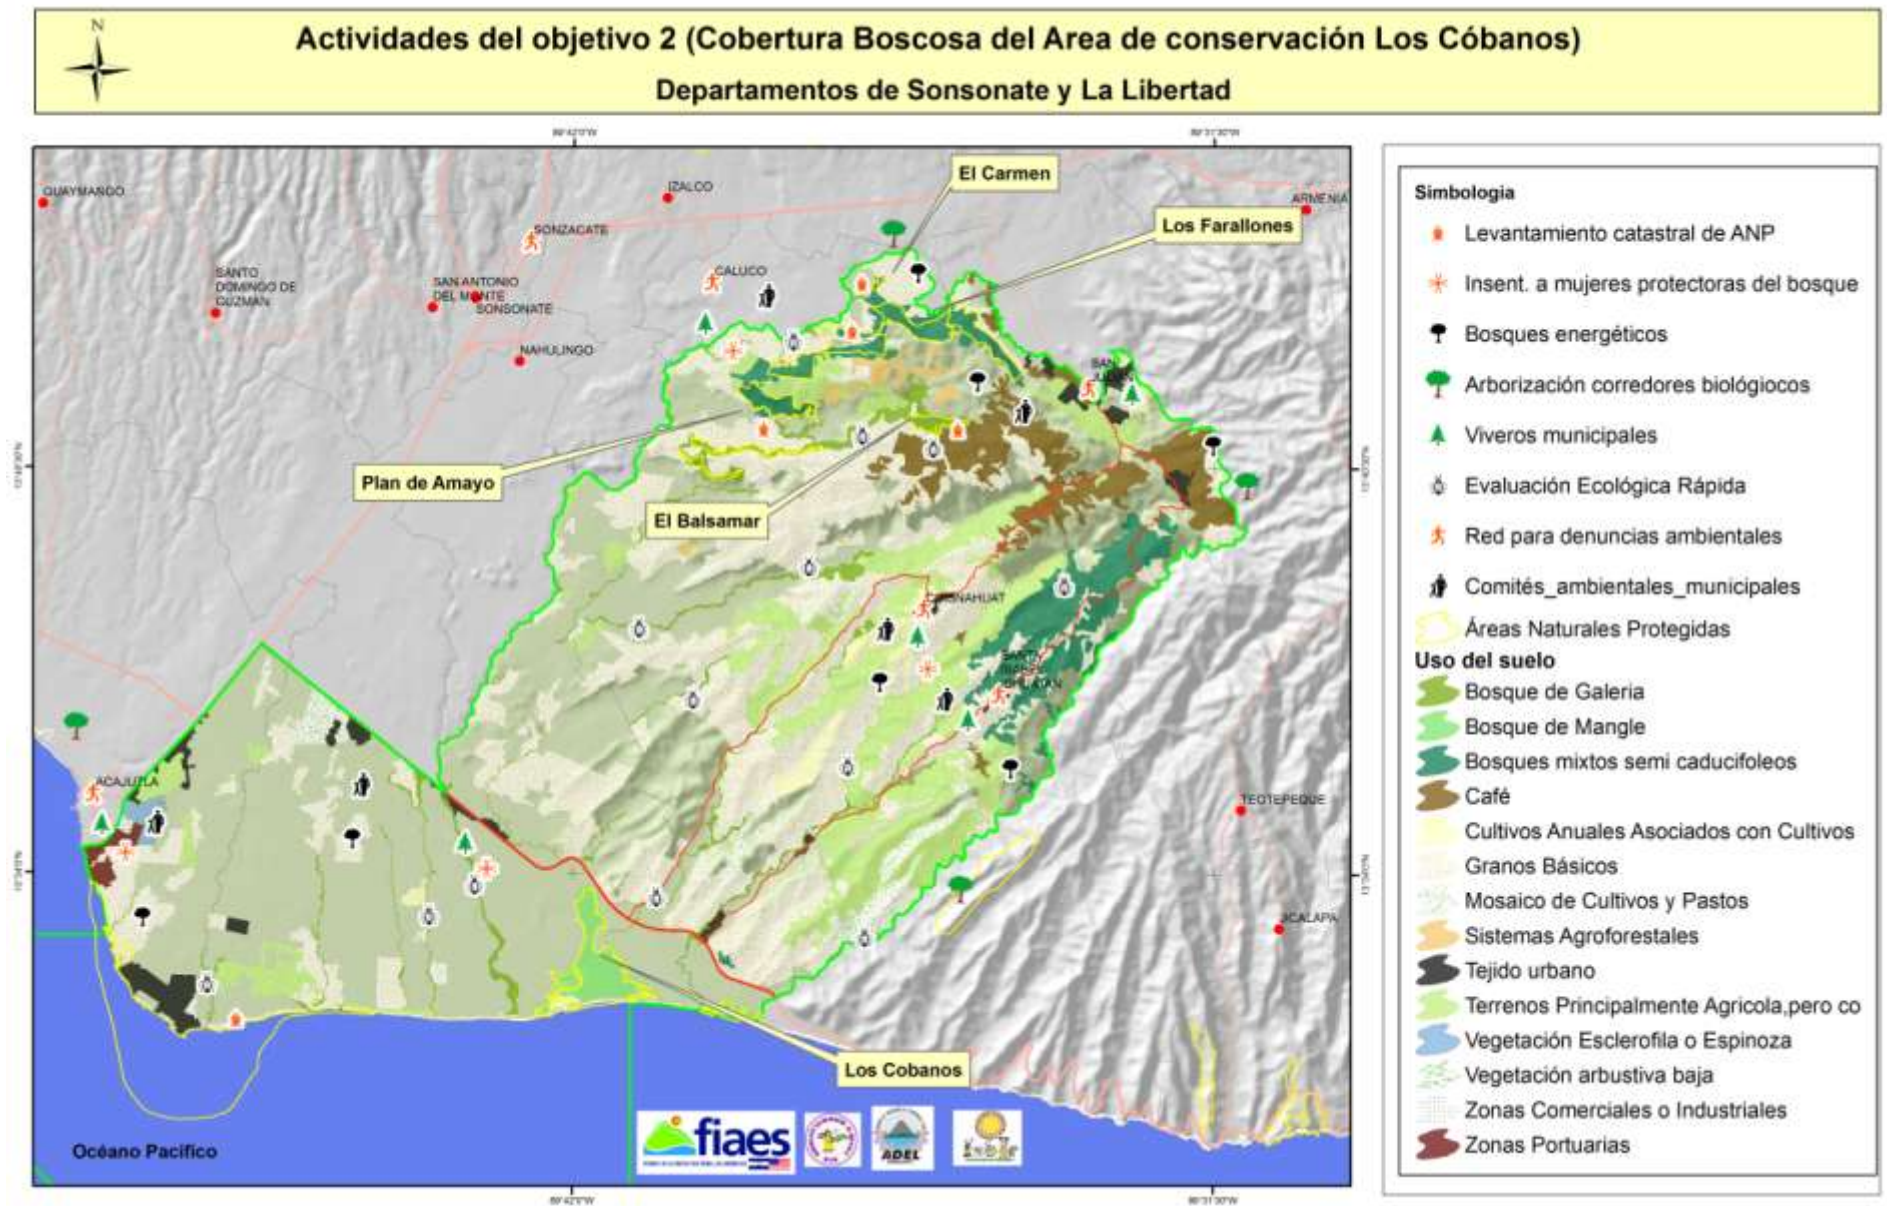 N
Actividades del objetivo 2 (Cobertura Boscosa del Area de conservación Los Cóbanos)
Departamentos de Sonsonate y La Libertad
El Carmen
IZALCO
ARMENIA
Los Farallones
SONZACATE
CALUCO
SANTO
DOMINGO DE
GUZMAN
SAN ANTONIO
DEL MONTE
SONSONATE
NAHULINGO
SAN
Plan de Amayo
El Balsamar
ACAJUTLA
TEOTEPEQUE
JICALAPA
Los Cobanos
Océano Pacífico
fiaes
ADEL
Simbologia
Levantamiento catastral de ANP
Insent. a mujeres protectoras del bosque
Bosques energéticos
Arborización corredores biológiocos
Viveros municipales
Evaluación Ecológica Rápida
Red para denuncias ambientales
Comités_ambientales_municipales
Áreas Naturales Protegidas
Uso del suelo
Bosque de Galeria
Bosque de Mangle
Bosques mixtos semi caducifoleos
Café
Cultivos Anuales Asociados con Cultivos
Granos Básicos
Mosaico de Cultivos y Pastos
Sistemas Agroforestales
Tejido urbano
Terrenos Principalmente Agricola,pero co
Vegetación Esclerofila o Espinoza
Vegetación arbustiva baja
Zonas Comerciales o Industriales
Zonas Portuarias